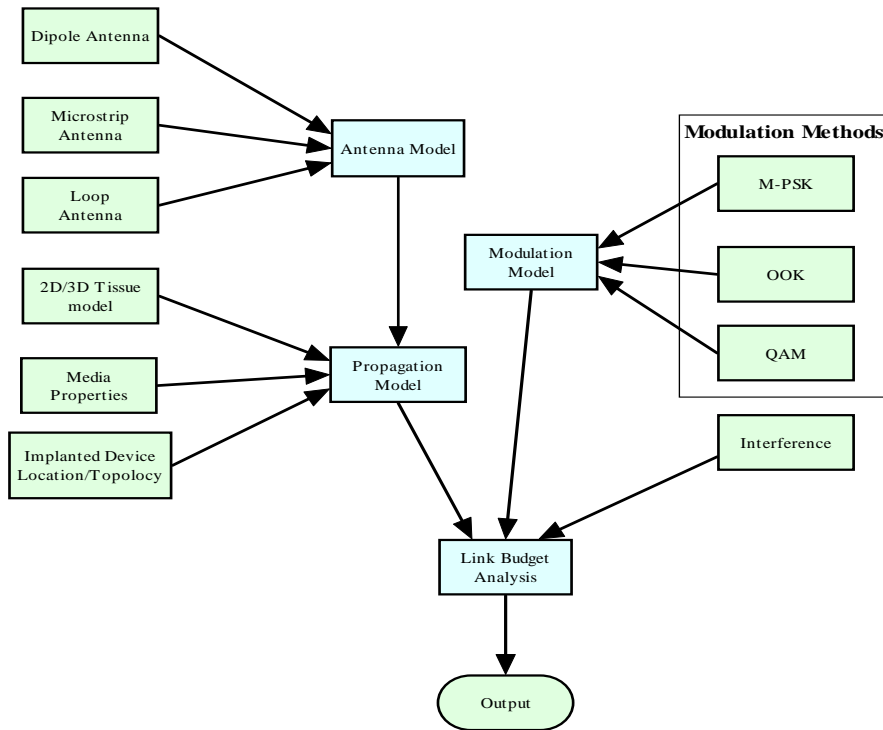 Dipole Antenna
Microstrip
Antenna
Loop
Antenna
Antenna Model
2D/3D Tissue
model
Media
Properties
Implanted Device
Location/Topolocy
Propagation
Model
Modulation Methods
M-PSK
OOK
QAM
Modulation
Model
Interference
Link Budget
Analysis
Output